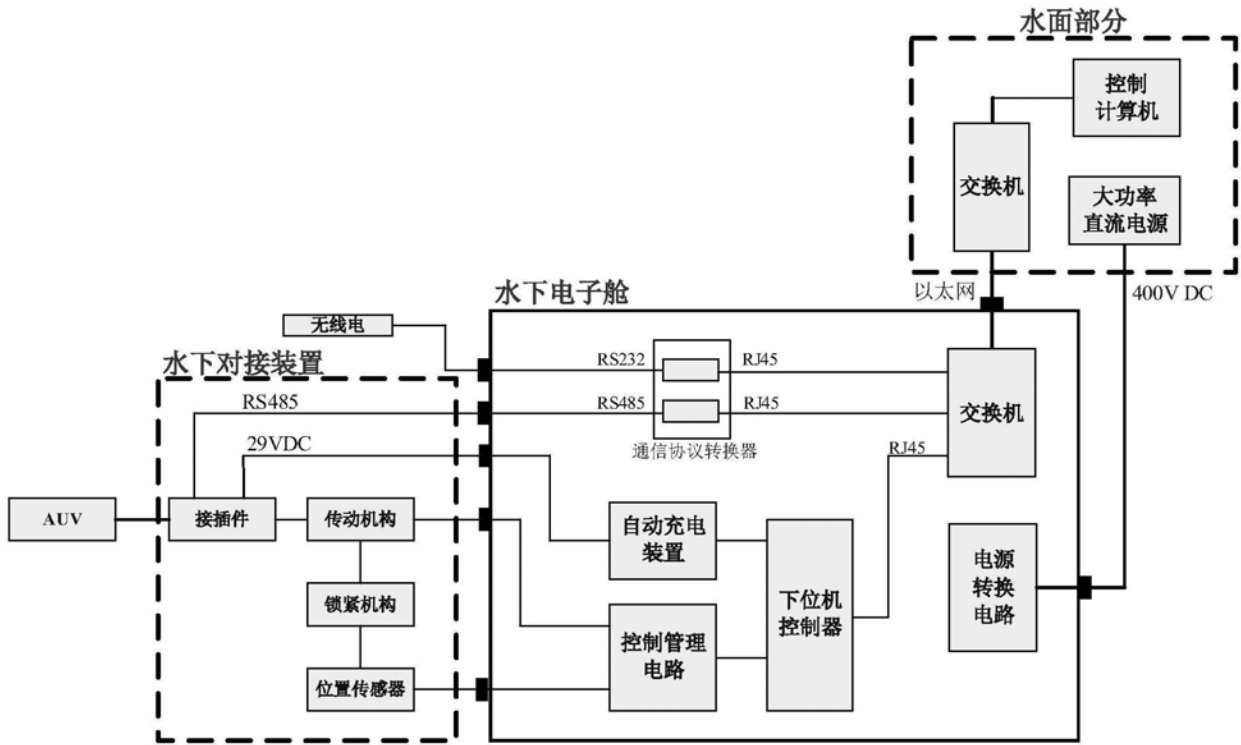 水面部分
控制
计算机
交换机
大功率
直流电源
以太网
400V DC
水下电子舱
无线电
水下对接装置
RS232
RJ45
RS485
RS485
RJ45
交换机
通信协议转换器
RJ45
29VDC
AUV
接插件
传动机构
自动充电
装置
下位机
控制器
电源
转换
电路
锁紧机构
控制管理
电路
位置传感器